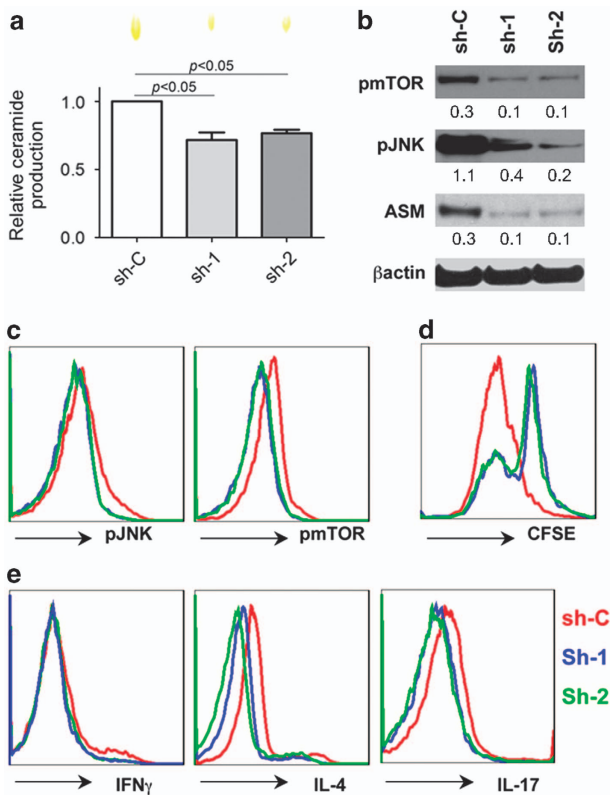 a
p<0.05
p<0.05
Relative ceramide
production
1.0
0.5
0.0
sh-C
sh-1
sh-2
b
sh-C
sh-1
Sh-2
pmTOR
0.3 0.1 0.1
pJNK
1.1 0.4 0.2
ASM
0.3 0.1 0.1
βactin
c
pJNK
pmTOR
d
CFSE
e
IFNγ
IL-4
IL-17
sh-C
Sh-1
Sh-2